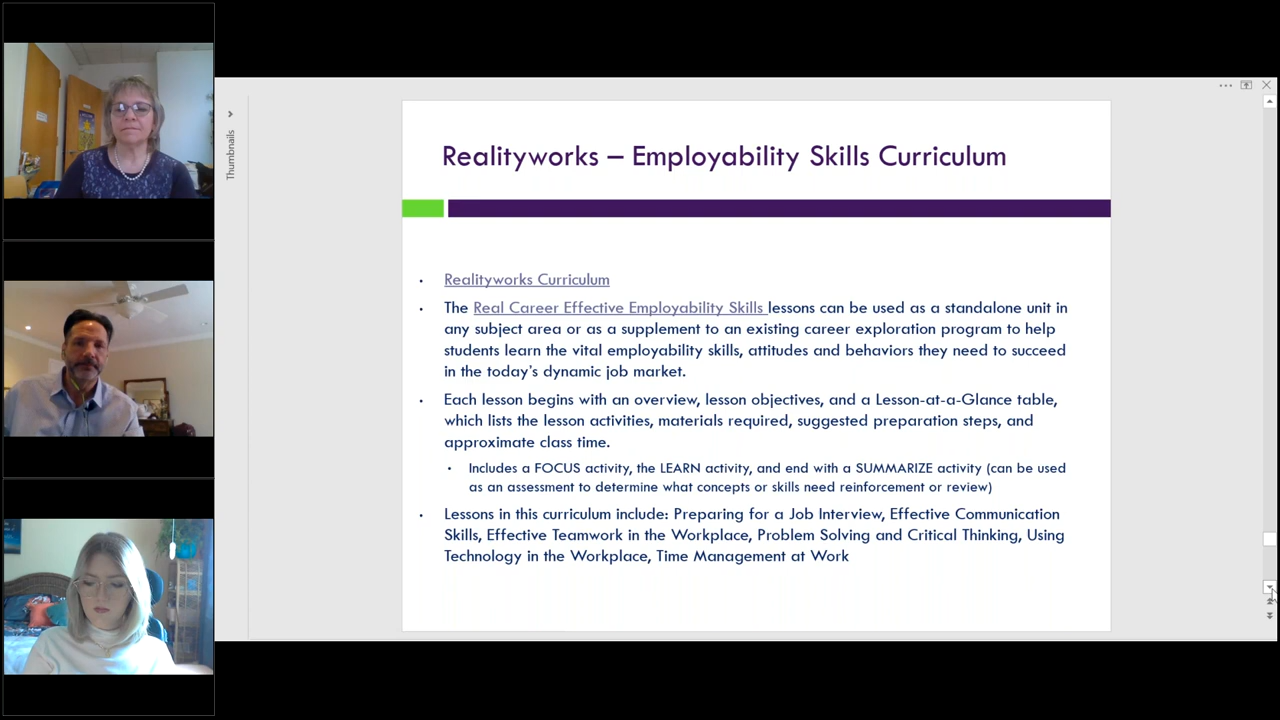 Thumbnails
Realityworks – Employability Skills Curriculum
Realityworks Curriculum
The Real Career Effective Employability Skills lessons can be used as a standalone unit in
any subject area or as a supplement to an existing career exploration program to help
students learn the vital employability skills, attitudes and behaviors they need to succeed
in the today's dynamic job market.
Each lesson begins with an overview, lesson objectives, and a Lesson-at-a-Glance table,
which lists the lesson activities, materials required, suggested preparation steps, and
approximate class time.
Includes a FOCUS activity, the LEARN activity, and end with a SUMMARIZE activity (can be used
as an assessment to determine what concepts or skills need reinforcement or review)
Lessons in this curriculum include: Preparing for a Job Interview, Effective Communication
Skills, Effective Teamwork in the Workplace, Problem Solving and Critical Thinking, Using
Technology in the Workplace, Time Management at Work